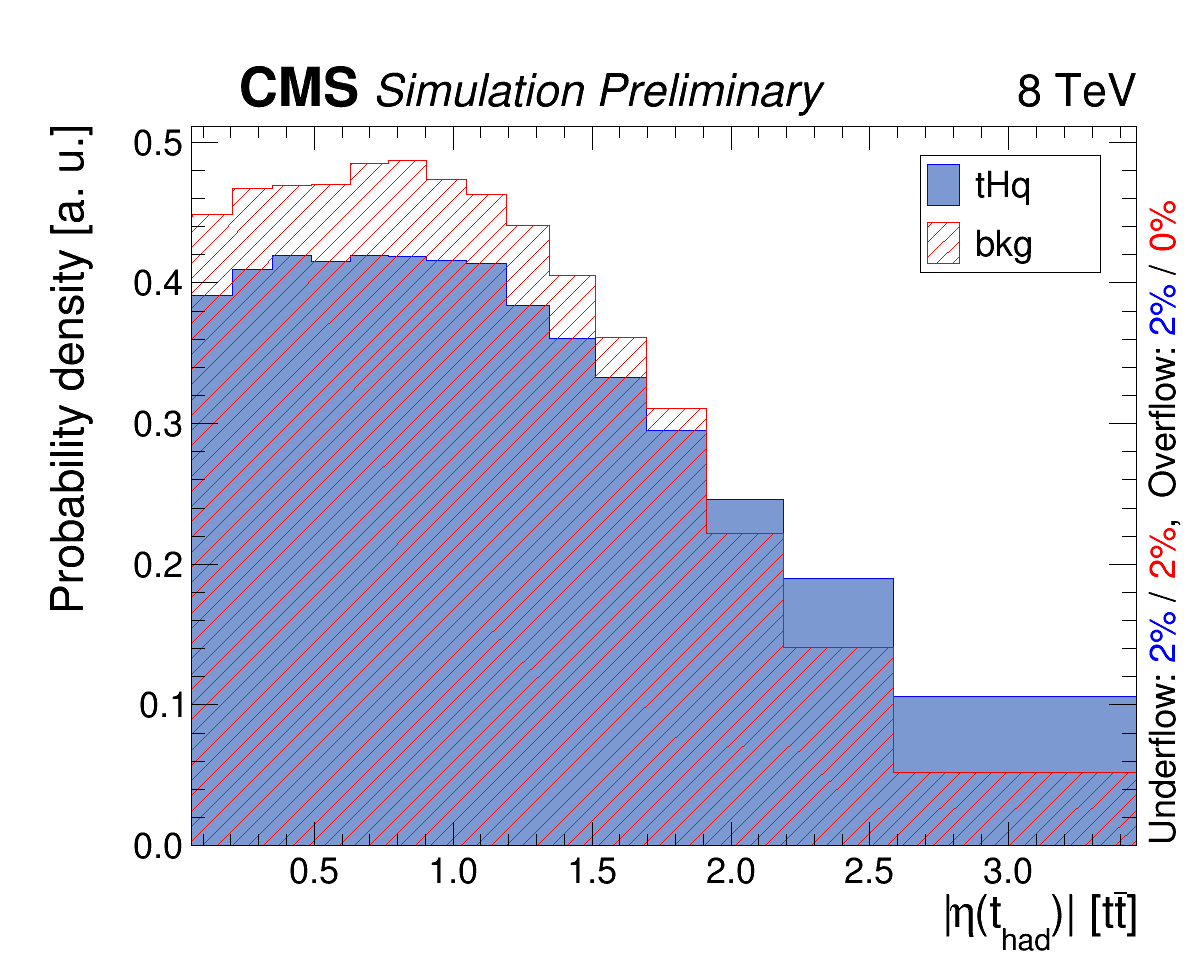 CMS Simulation Preliminary 8 TeV
Probability density [a. u.]
0.5
0.4
0.3
0.2
0.1
0.0
tHq
bkg
0.5 1.0 1.5 2.0 2.5 3.0
|η(t_had)| [tt̄]
Underflow: 2% / 2%, Overflow: 2% / 0%